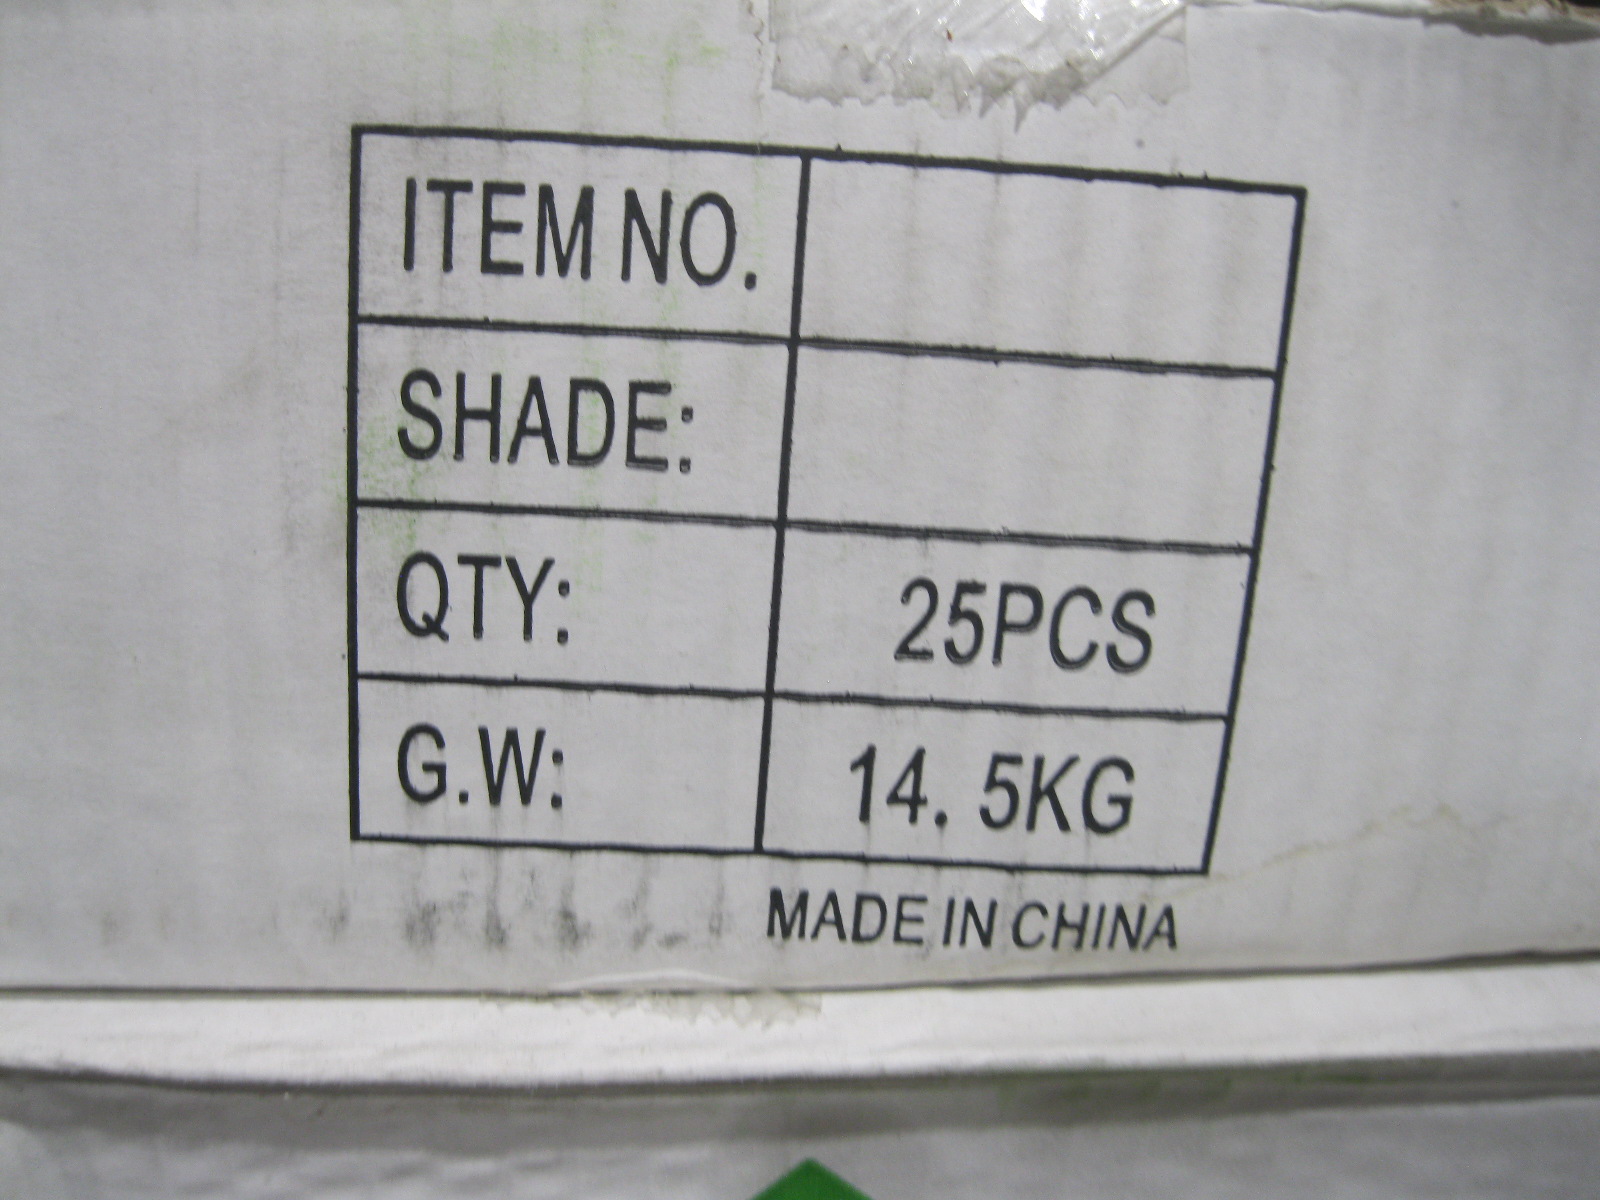 ITEM NO.
SHADE:
QTY: 25PCS
G.W: 14. 5KG
MADE IN CHINA